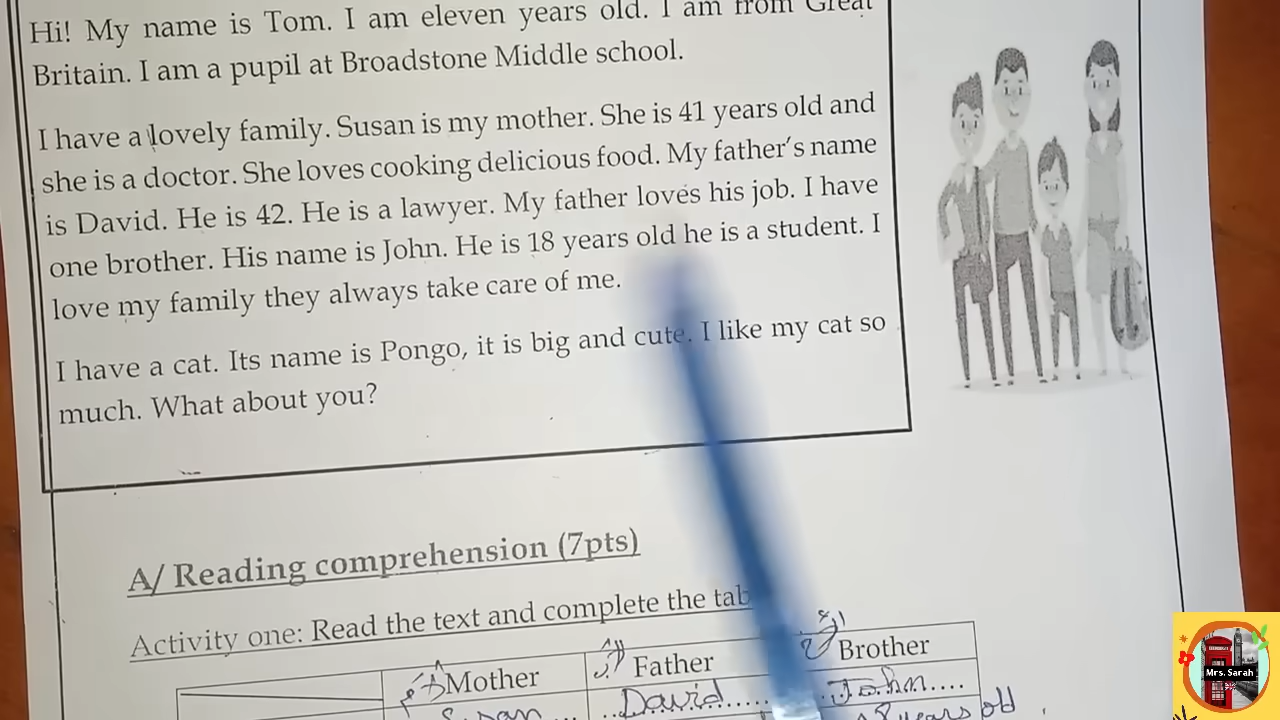 Hi! My name is Tom. I am eleven years old. I am from Great
Britain. I am a pupil at Broadstone Middle school.
I have a lovely family. Susan is my mother. She is 41 years old and
she is a doctor. She loves cooking delicious food. My father's name
is David. He is 42. He is a lawyer. My father loves his job. I have
one brother. His name is John. He is 18 years old he is a student. I
love my family they always take care of me.
I have a cat. Its name is Pongo, it is big and cute. I like my cat so
much. What about you?
A/ Reading comprehension (7pts)
Activity one: Read the text and complete the tab
Mother Father Brother
Susan David John
years old
Mrs. Sarah